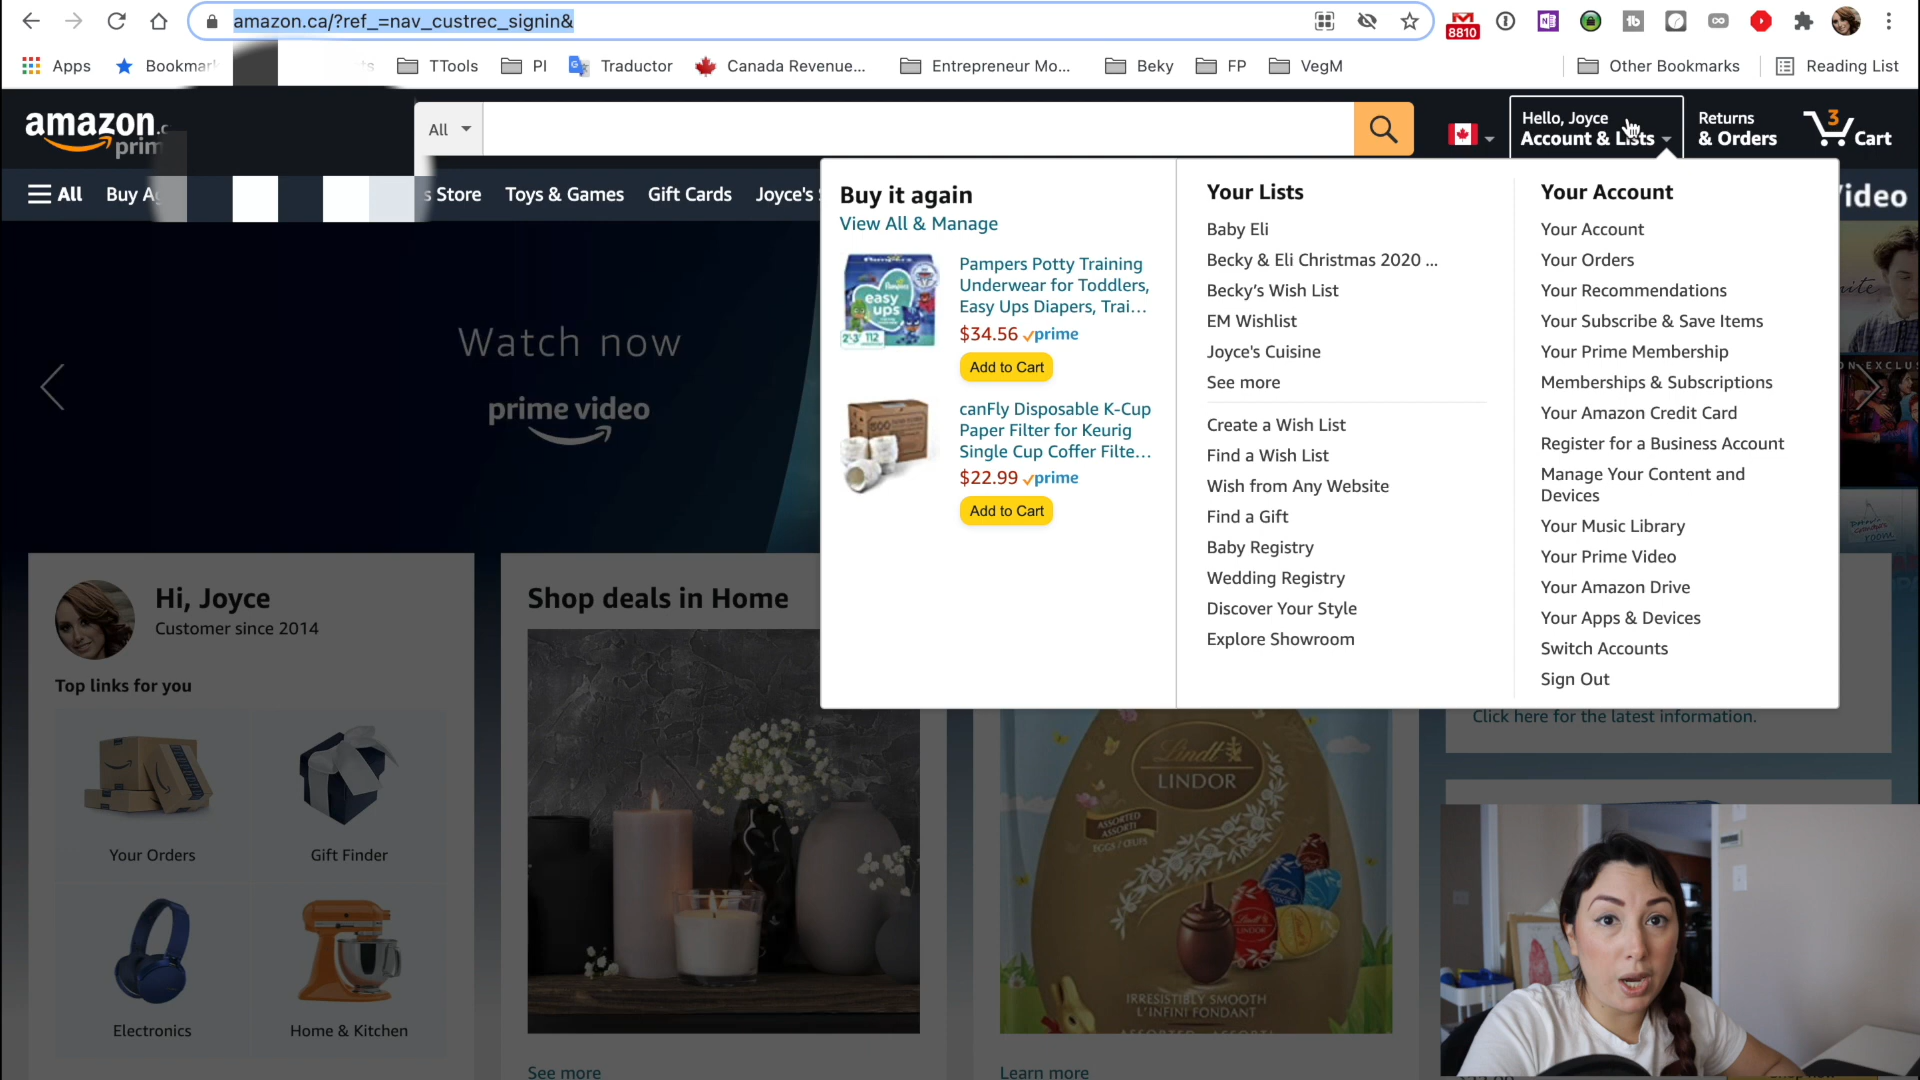 amazon.ca/?ref_=nav_custrec_signin&
8810
Apps
Bookmar
TTools
PI
Traductor
Canada Revenue...
Entrepreneur Mo...
Beky
FP
VegM
Other Bookmarks
Reading List
amazon
prim
All
Hello, Joyce
Account & Lists
Returns
& Orders
3
Cart
All
Buy Ag
s Store
Toys & Games
Gift Cards
Joyce's
Video
Watch now
prime video
Buy it again
View All & Manage
Pampers Potty Training
Underwear for Toddlers,
Easy Ups Diapers, Trai...
$34.56 prime
Add to Cart
canFly Disposable K-Cup
Paper Filter for Keurig
Single Cup Coffer Filte...
$22.99 prime
Add to Cart
Pampers
easy
ups
112
Your Lists
Baby Eli
Becky & Eli Christmas 2020 ...
Becky's Wish List
EM Wishlist
Joyce's Cuisine
See more
Create a Wish List
Find a Wish List
Wish from Any Website
Find a Gift
Baby Registry
Wedding Registry
Discover Your Style
Explore Showroom
Your Account
Your Account
Your Orders
Your Recommendations
Your Subscribe & Save Items
Your Prime Membership
Memberships & Subscriptions
Your Amazon Credit Card
Register for a Business Account
Manage Your Content and
Devices
Your Music Library
Your Prime Video
Your Amazon Drive
Your Apps & Devices
Switch Accounts
Sign Out
Hi, Joyce
Customer since 2014
Top links for you
Your Orders
Gift Finder
Electronics
Home & Kitchen
Shop deals in Home
See more
Lindt
LINDOR
ASSORTED
ASSORTI
EGGS / ŒUFS
IRRESISTIBLY SMOOTH
L'INFINI FONDANT
Learn more
Click here for the latest information.